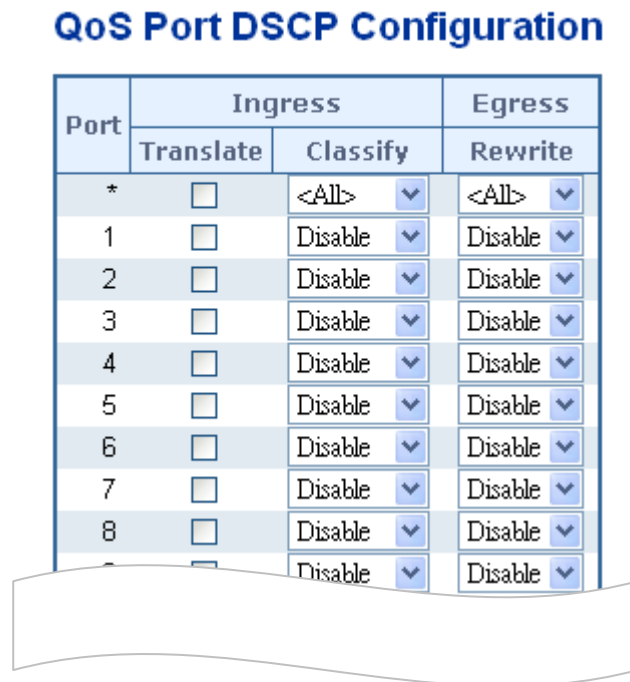 QoS Port DSCP Configuration
Port Ingress Egress
Translate Classify Rewrite
* <All> <All>
1 Disable Disable
2 Disable Disable
3 Disable Disable
4 Disable Disable
5 Disable Disable
6 Disable Disable
7 Disable Disable
8 Disable Disable
Disable Disable